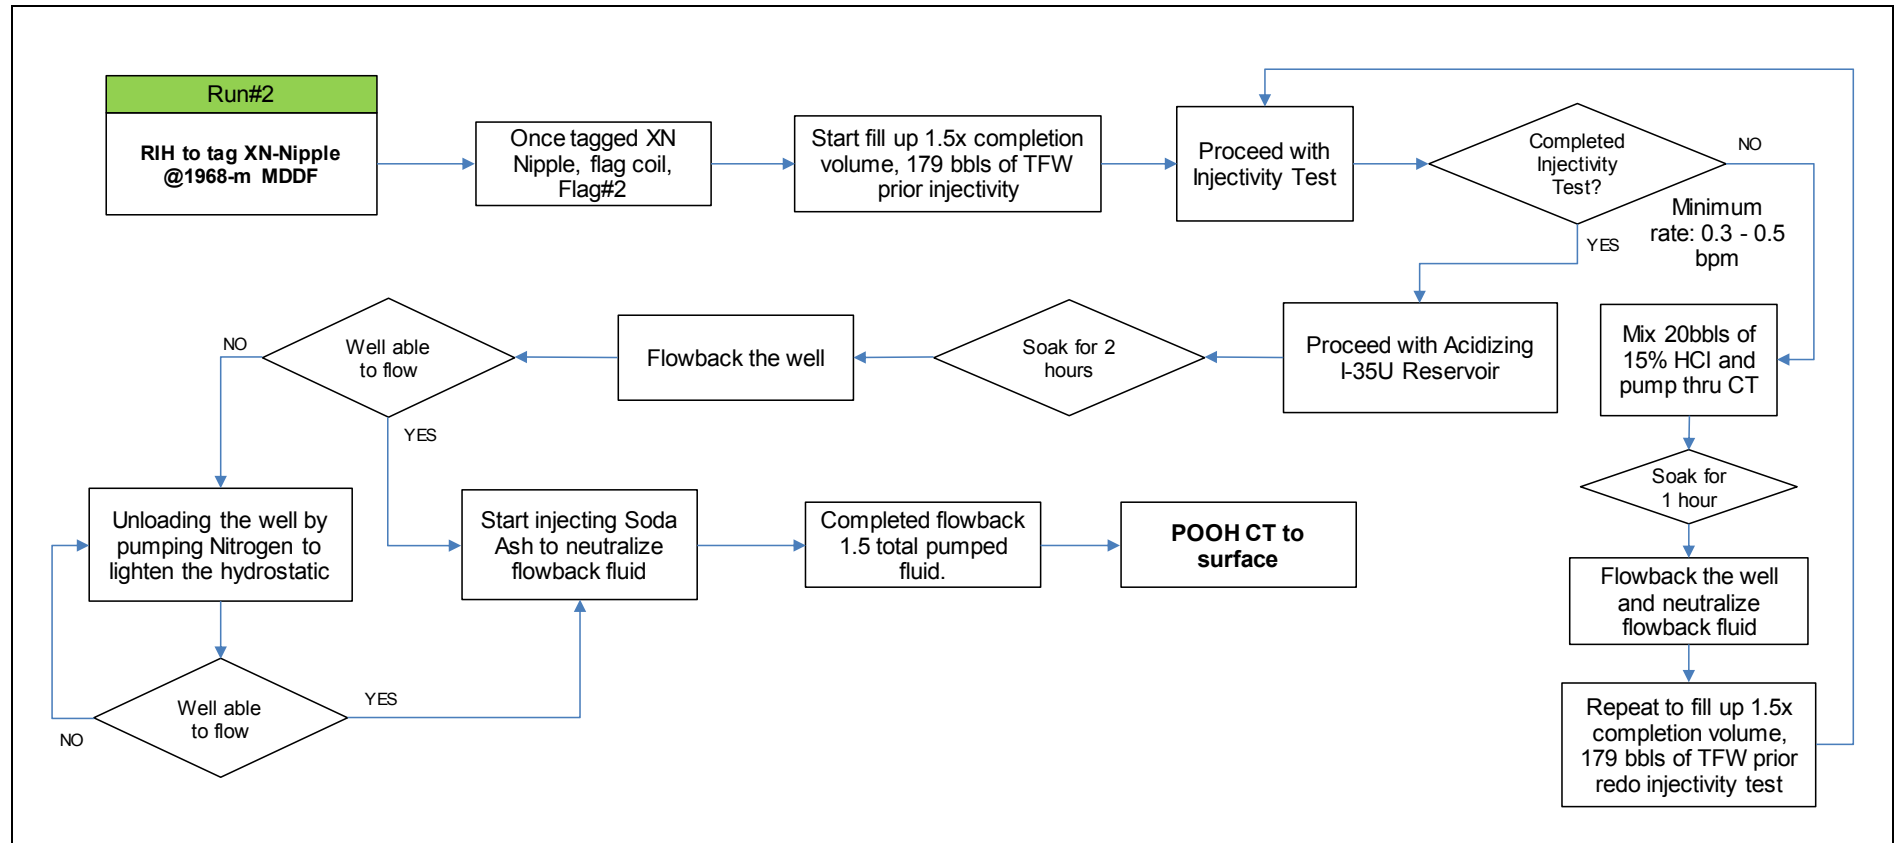 Run#2
RIH to tag XN-Nipple
@1968-m MDDF
Once tagged XN
Nipple, flag coil,
Flag#2
Start fill up 1.5x completion
volume, 179 bbls of TFW
prior injectivity
Proceed with
Injectivity Test
Completed
Injectivity
Test?
NO
Minimum
rate: 0.3 - 0.5
bpm
YES
Mix 20bbls of
15% HCl and
pump thru CT
Soak for
1 hour
Flowback the well
and neutralize
flowback fluid
Repeat to fill up 1.5x
completion volume,
179 bbls of TFW prior
redo injectivity test
Proceed with Acidizing
I-35U Reservoir
Soak for 2
hours
Flowback the well
Well able
to flow
NO
YES
Unloading the well by
pumping Nitrogen to
lighten the hydrostatic
Well able
to flow
NO
YES
Start injecting Soda
Ash to neutralize
flowback fluid
Completed flowback
1.5 total pumped
fluid.
POOH CT to
surface